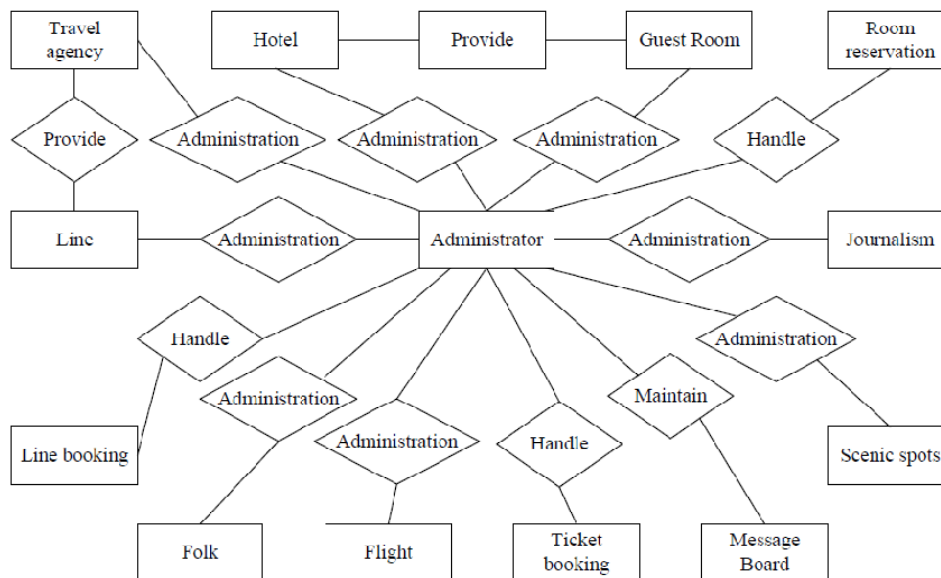 Travel
agency
Hotel
Provide
Guest Room
Room
reservation
Provide
Administration
Administration
Administration
Handle
Line
Administration
Administrator
Administration
Journalism
Handle
Administration
Administration
Maintain
Administration
Handle
Line booking
Scenic spots
Folk
Flight
Ticket
booking
Message
Board